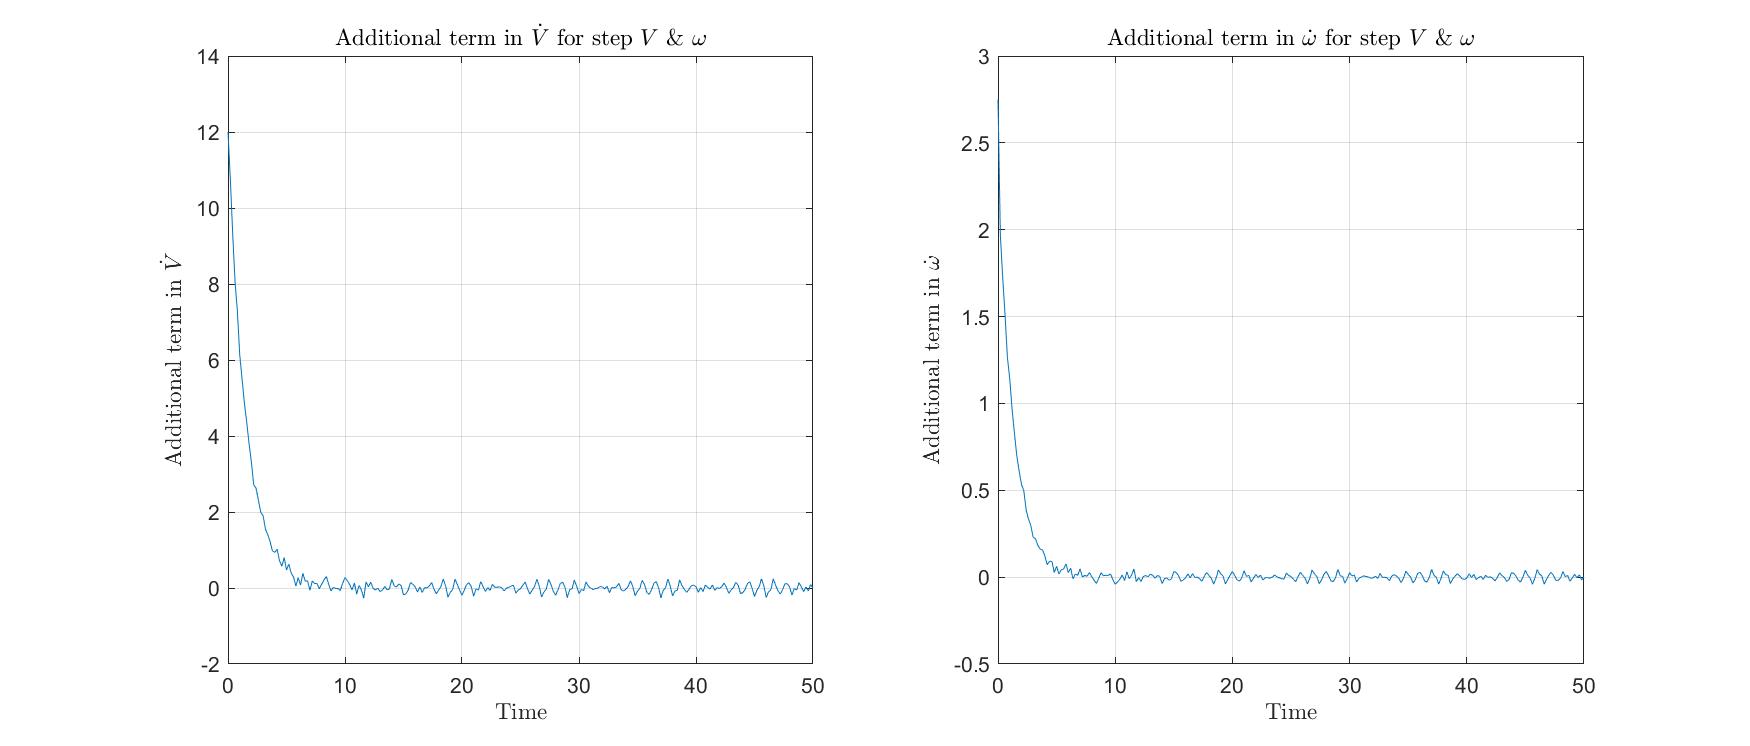 Additional term in V̇ for step V & ω
14
12
10
8
6
4
2
0
-2
Additional term in V̇
0 10 20 30 40 50
Time
Additional term in ω̇ for step V & ω
3
2.5
2
1.5
1
0.5
0
-0.5
Additional term in ω̇
0 10 20 30 40 50
Time